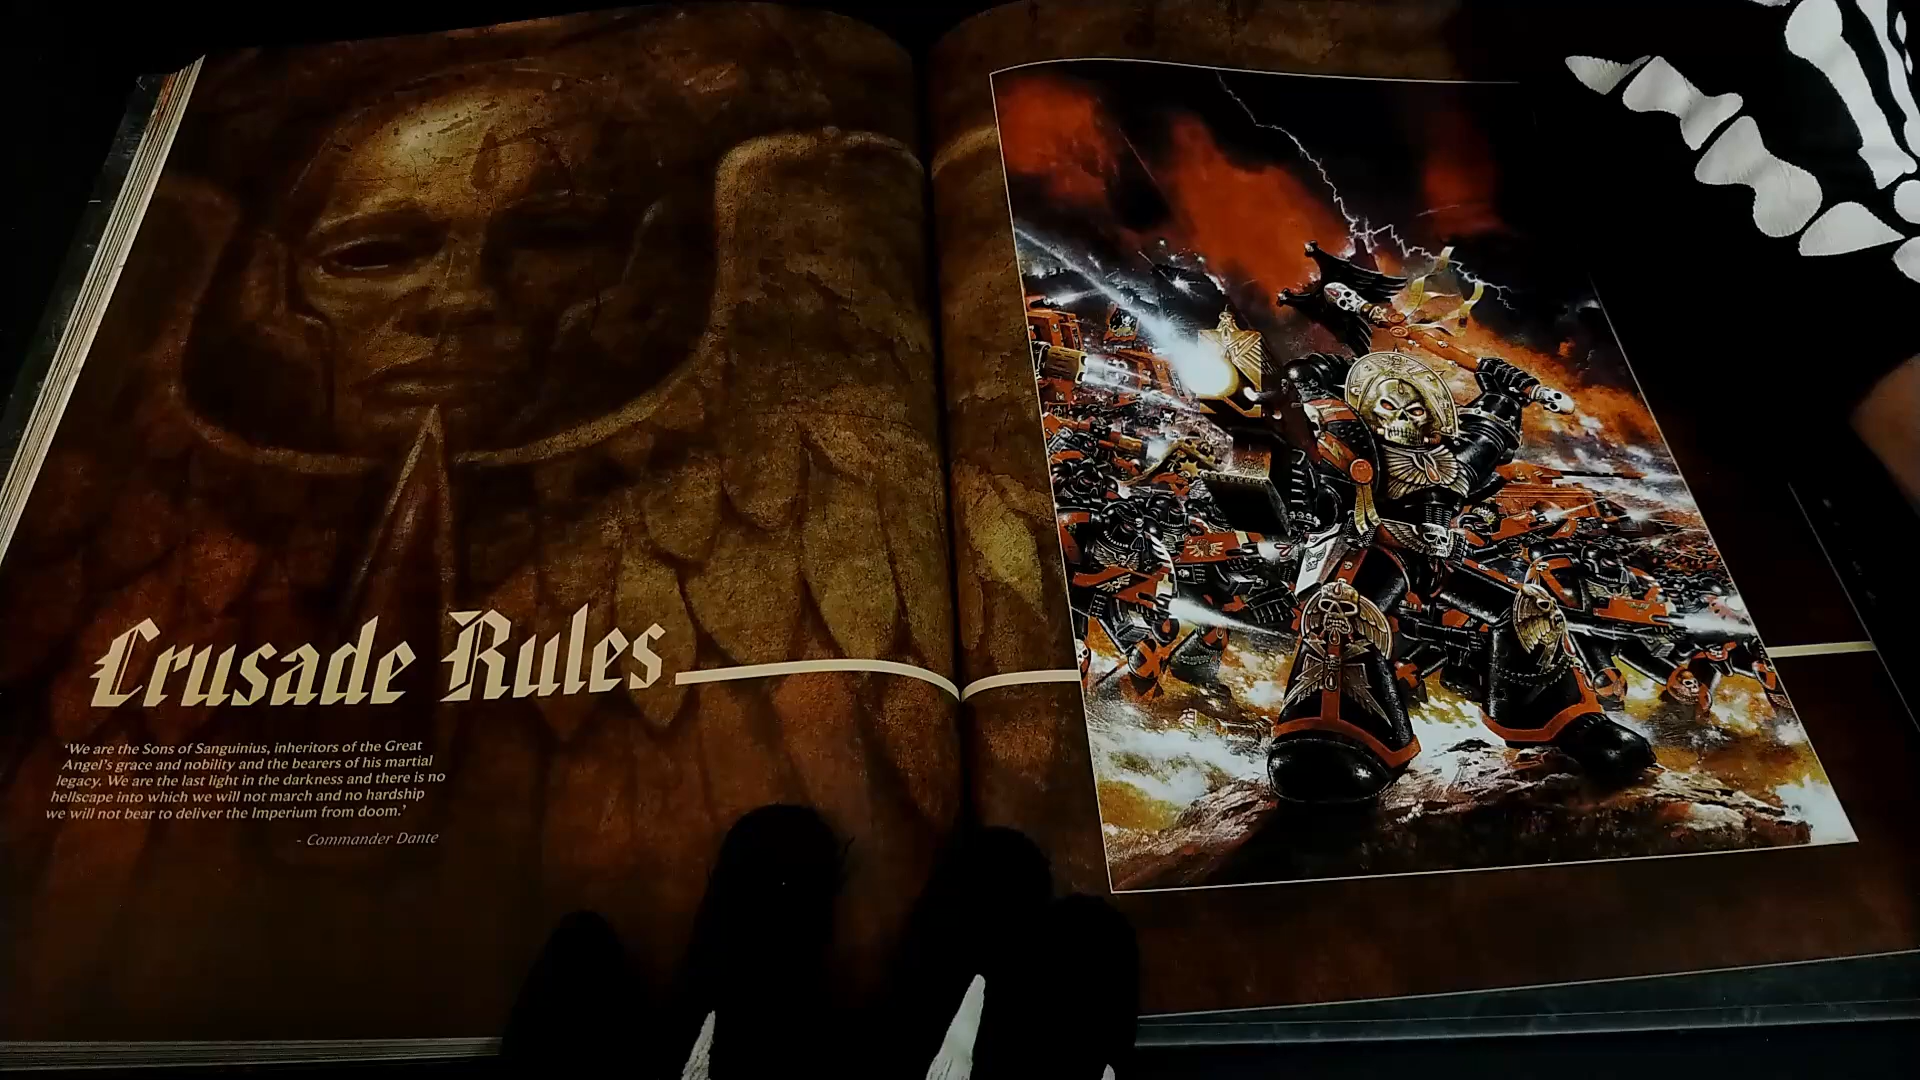 Crusade Rules
‘We are the Sons of Sanguinius, inheritors of the Great
Angel's grace and nobility and the bearers of his martial
legacy. We are the last light in the darkness and there is no
hellscape into which we will not march and no hardship
we will not bear to deliver the Imperium from doom.’
- Commander Dante